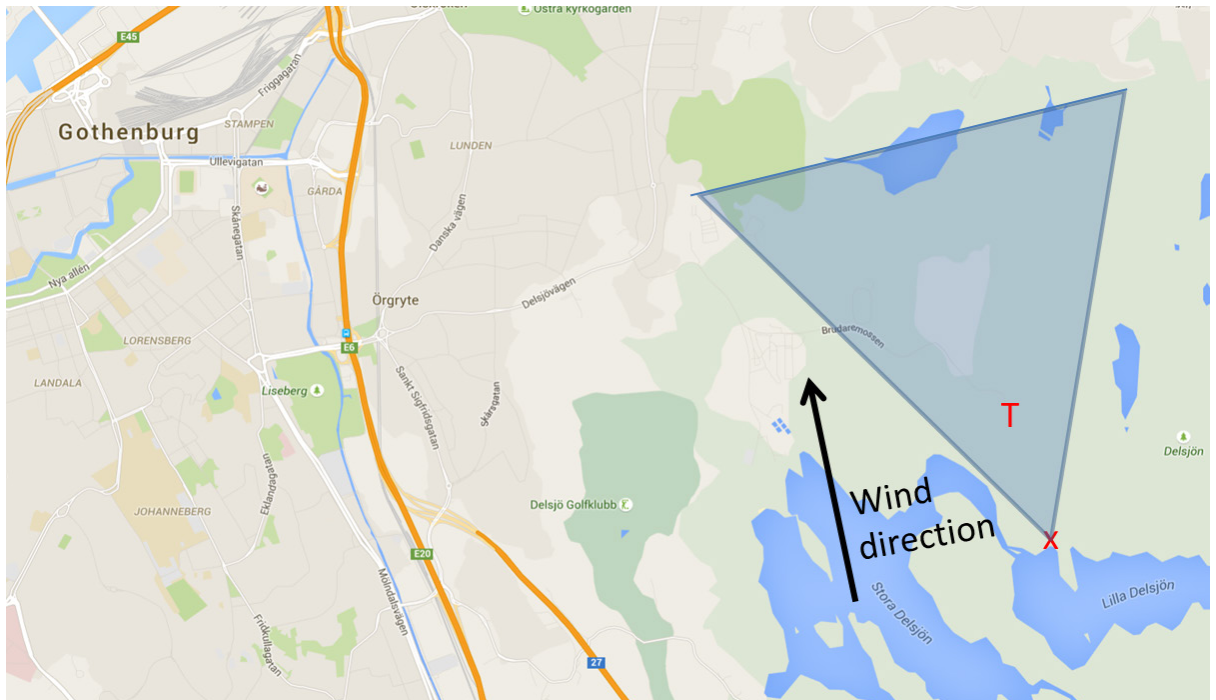 Östra kyrkogården
E45
Friggagatan
Gothenburg
STAMPEN
LUNDEN
Ullevigatan
GÅRDA
Skånegatan
Danska vägen
Nya allén
Delsjövägen
Örgryte
Brudaremossen
LORENSBERG
E6
LANDALA
Liseberg
Sankt Sigfridsgatan
Skårsgatan
T
Delsjön
Eklandagatan
Wind
direction
Delsjö Golfklubb
JOHANNEBERG
x
E20
Mölndalsvägen
Stora Delsjön
Lilla Delsjön
Fridkullagatan
27